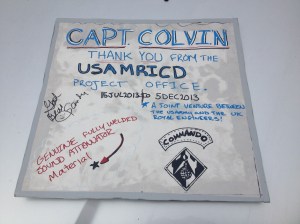 CAPT. COLVIN
THANK YOU FROM THE
USAMRICD
PROJECT OFFICE.
15JUL2013 TO 5DEC2013
* A JOINT VENTURE BETWEEN
THE USAMRICD AND THE UK
ROYAL ENGINEERS!
GENUINE FULLY WELDED
SOUND ATTENUATOR
Material
COMMANDO